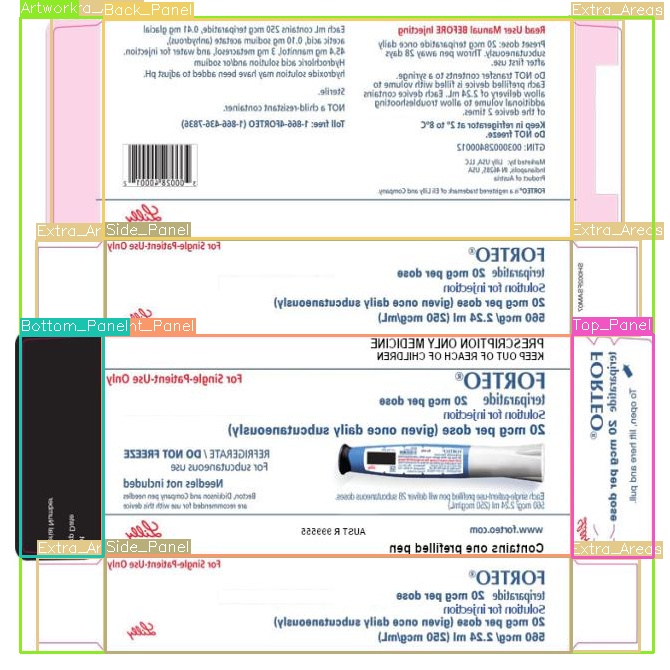 Artwork
Back_Panel
Extra_Areas
Read User Manual BEFORE Injecting
Preset dose: 20 mcg teriparatide once daily
subcutaneously. Throw pen away 28 days
after first use.
Do NOT transfer contents to a syringe.
Each prefilled device is filled with volume to
allow delivery of 2.24 mL. Each device contains
additional volume to allow troubleshooting
of the device 2 times.
Keep in refrigerator at 2° to 8°C
Do NOT freeze.
GTIN: 00300028400012
Marketed by: Lilly USA, LLC
Indianapolis, IN 46285, USA
Product of Austria
FORTEO® is a registered trademark of Eli Lilly and Company
Each mL contains 250 mcg teriparatide, 0.41 mg glacial
acetic acid, 0.10 mg sodium acetate (anhydrous),
45.4 mg mannitol, 3 mg metacresol, and water for injection.
Hydrochloric acid solution and/or sodium
hydroxide solution may have been added to adjust pH.
Sterile.
NOT a child-resistant container.
Toll free: 1-866-4FORTEO (1-866-436-7836)
Lilly
Extra_Ar
Side_Panel
Extra_Areas
FORTEO®
For Single-Patient-Use Only
teriparatide 20 mcg per dose
Solution for injection
20 mcg per dose (given once daily subcutaneously)
560 mcg/ 2.24 ml (250 mcg/mL)
Lilly
Bottom_Panel
nt_Panel
Top_Panel
PRESCRIPTION ONLY MEDICINE
KEEP OUT OF REACH OF CHILDREN
FORTEO®
For Single-Patient-Use Only
teriparatide 20 mcg per dose
Solution for injection
20 mcg per dose (given once daily subcutaneously)
REFRIGERATE / DO NOT FREEZE
For subcutaneous use
Needles not included
Becton, Dickinson and Company pen needles
are recommended for use with this device
Each single-patient-use prefilled pen will deliver 28 subcutaneous doses.
560 mcg/ 2.24 ml (250 mcg/mL)
www.forteo.com
AUST R 999555
Lilly
Contains one prefilled pen
To open, lift here and pull.
teriparatide 20 mcg per dose
FORTEO®
Lilly
Extra_Areas
Side_Panel
Extra_Areas
FORTEO®
For Single-Patient-Use Only
teriparatide 20 mcg per dose
Solution for injection
20 mcg per dose (given once daily subcutaneously)
560 mcg/ 2.24 ml (250 mcg/mL)
Lilly